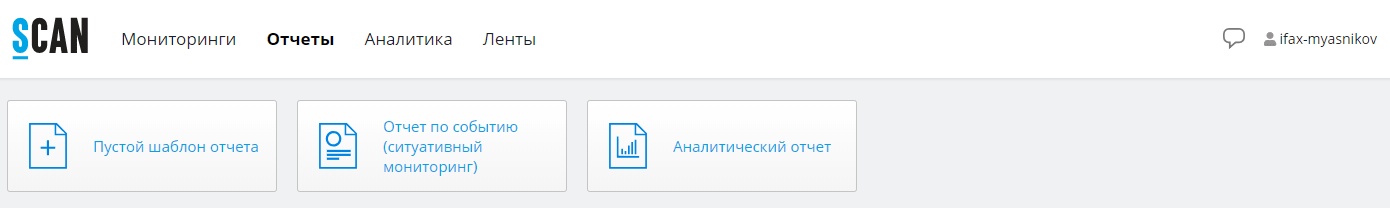 SCAN Мониторинги Отчеты Аналитика Ленты ifax-myasnikov
Пустой шаблон отчета
Отчет по событию
(ситуативный
мониторинг)
Аналитический отчет